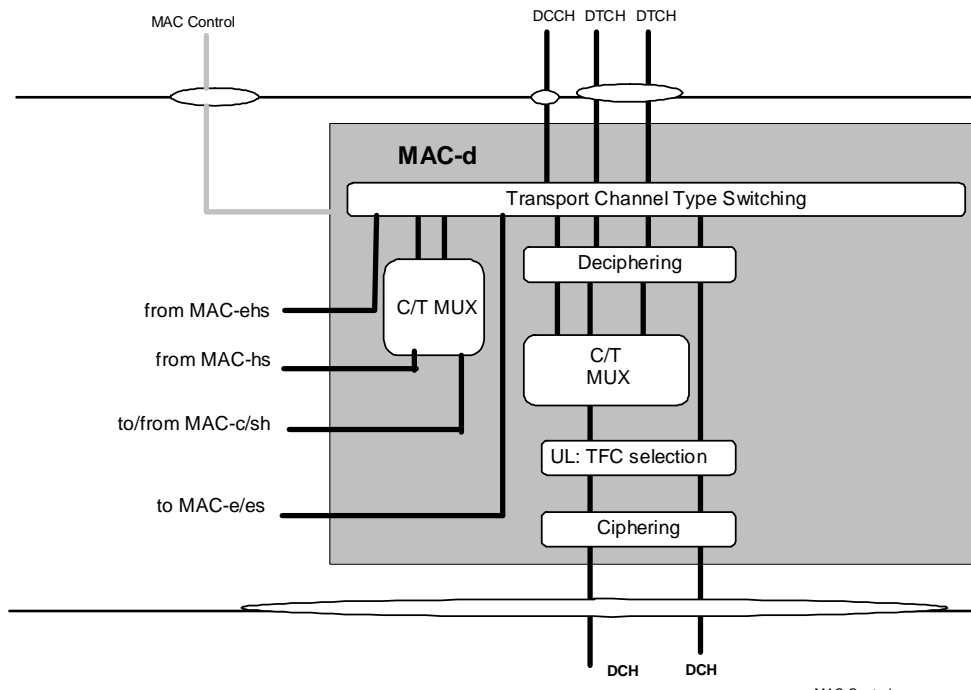 MAC Control
DCCH DTCH DTCH
MAC-d
Transport Channel Type Switching
Deciphering
from MAC-ehs
C/T MUX
from MAC-hs
C/T
MUX
to/from MAC-c/sh
UL: TFC selection
to MAC-e/es
Ciphering
DCH DCH